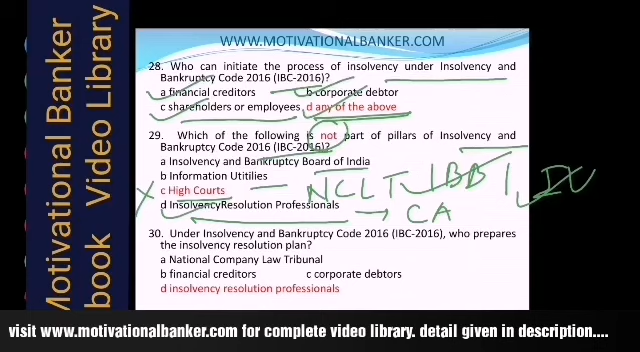 WWW.MOTIVATIONALBANKER.COM
Motivational Banker
book Video Library
28. Who can initiate the process of insolvency under Insolvency and
Bankruptcy Code 2016 (IBC-2016)?
a financial creditors b corporate debtor
c shareholders or employees d any of the above
29. Which of the following is not part of pillars of Insolvency and
Bankruptcy Code 2016 (IBC-2016)?
a Insolvency and Bankruptcy Board of India
b Information Utitilies
c High Courts
NCLT IBBI IU
d InsolvencyResolution Professionals
CA
30. Under Insolvency and Bankruptcy Code 2016 (IBC-2016), who prepares
the insolvency resolution plan?
a National Company Law Tribunal
b financial creditors c corporate debtors
d insolvency resolution professionals
visit www.motivationalbanker.com for complete video library. detail given in description....